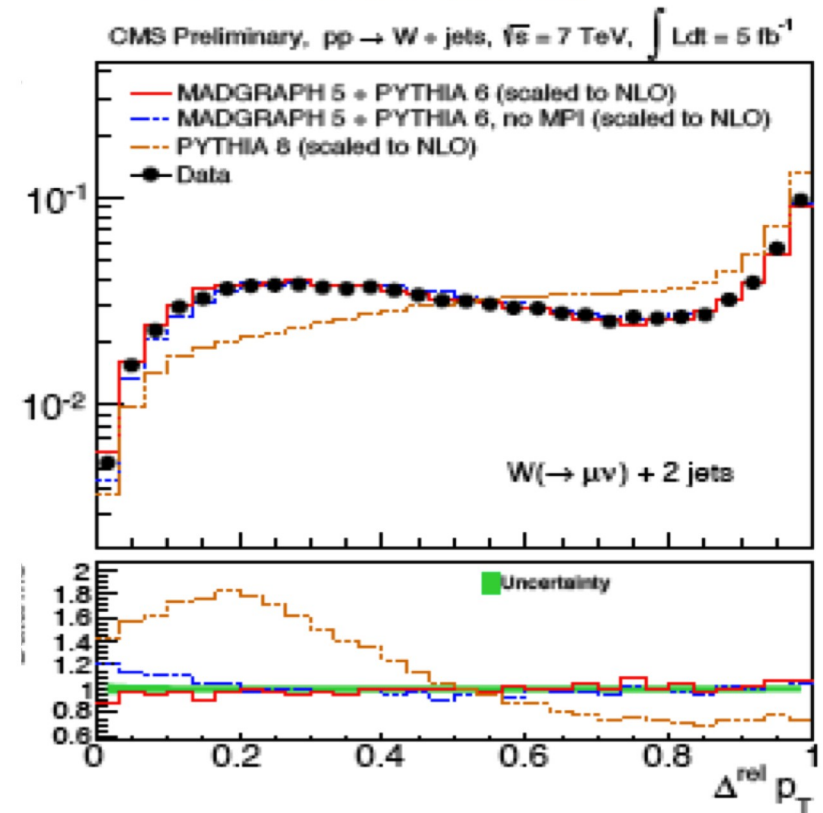 CMS Preliminary, pp → W + jets, √s = 7 TeV, ∫ Ldt = 5 fb⁻¹
MADGRAPH 5 + PYTHIA 6 (scaled to NLO)
MADGRAPH 5 + PYTHIA 6, no MPI (scaled to NLO)
PYTHIA 8 (scaled to NLO)
Data
10⁻¹
10⁻²
W(→ μν) + 2 jets
Uncertainty
2
1.8
1.6
1.4
1.2
1
0.8
0.6
0 0.2 0.4 0.6 0.8 1
Δ^rel p_T